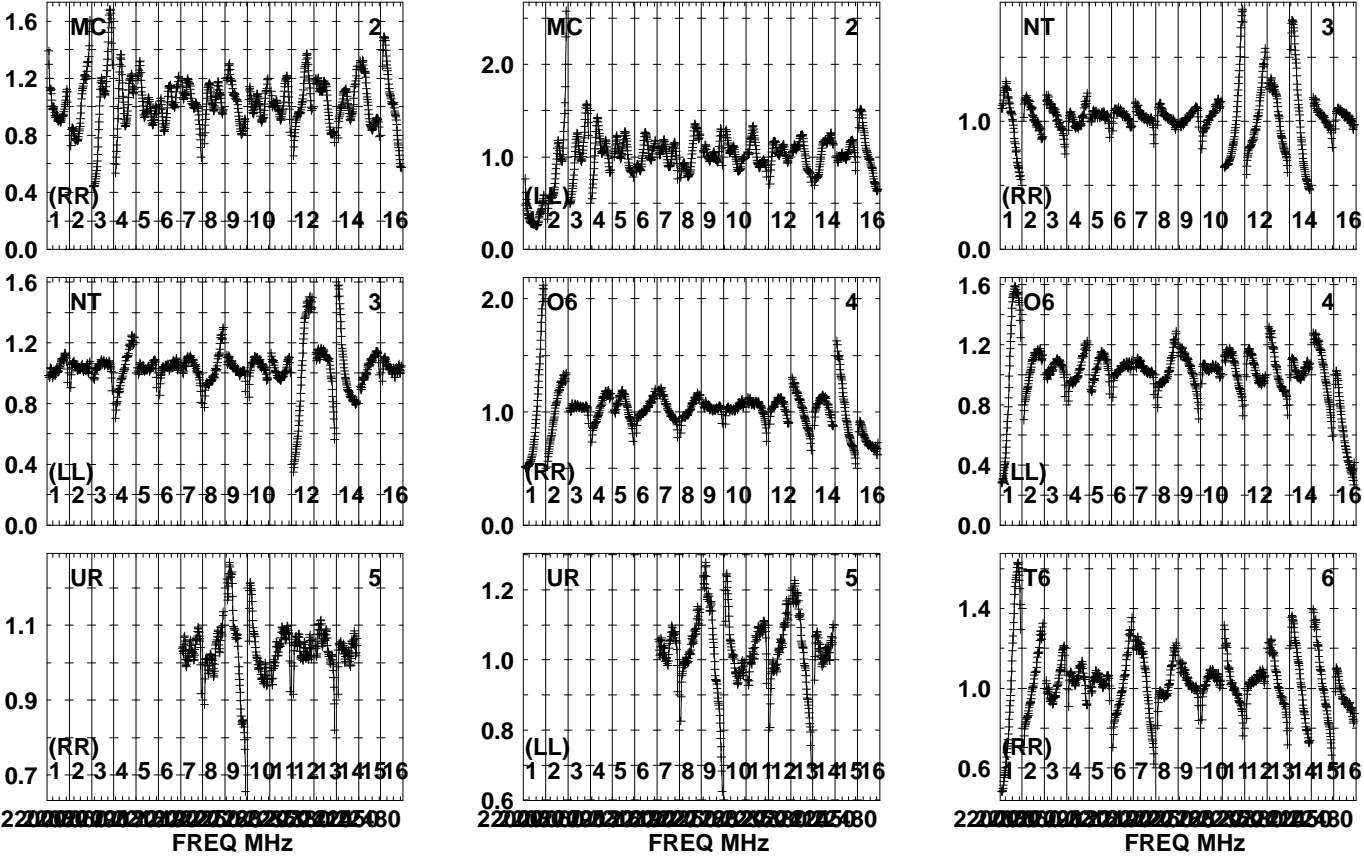 1.6
MC 2
1.2
0.8
0.4
(RR)
1 2 3 4 5 6 7 8 9 10 12 14 16
0.0
MC 2
2.0
1.0
(LL)
1 2 3 4 5 6 7 8 9 10 12 14 16
0.0
NT 3
1.0
(RR)
1 2 3 4 5 6 8 9 10 12 14 16
0.0
1.6
NT 3
1.2
0.8
0.4
(LL)
1 2 3 4 5 6 7 8 9 10 12 14 16
0.0
2.0
O6 4
1.0
(RR)
1 2 3 4 5 6 7 8 9 10 12 14 16
0.0
1.6
O6 4
1.2
0.8
0.4
(LL)
1 2 3 4 5 6 7 8 9 10 12 14 16
0.0
UR 5
1.1
0.9
0.7
(RR)
1 2 3 4 5 6 7 8 9 10 11 12 13 14 15 16
UR 5
1.2
1.0
0.8
(LL)
1 2 3 4 5 6 7 8 9 10 11 12 13 14 15 16
0.6
T6 6
1.4
1.0
0.6
(RR)
1 2 3 4 5 6 7 8 9 10 11 12 13 14 15 16
FREQ MHz
FREQ MHz
FREQ MHz